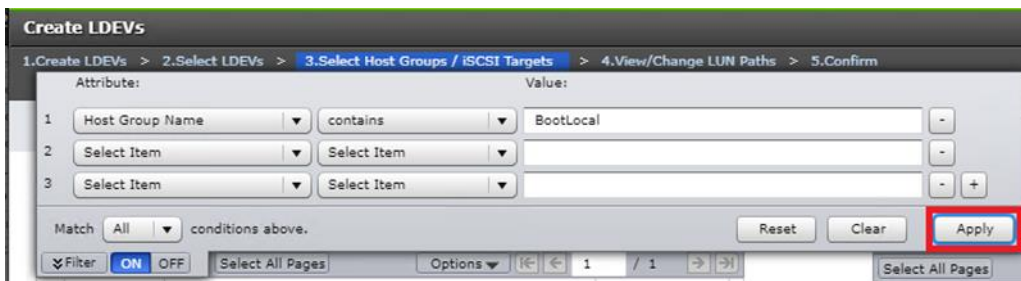 Create LDEVs
1.Create LDEVs > 2.Select LDEVs > 3.Select Host Groups / iSCSI Targets > 4.View/Change LUN Paths > 5.Confirm
Attribute: Value:
1 Host Group Name contains BootLocal -
2 Select Item Select Item -
3 Select Item Select Item - +
Match All conditions above. Reset Clear Apply
Filter ON OFF Select All Pages Options 1 / 1 Select All Pages